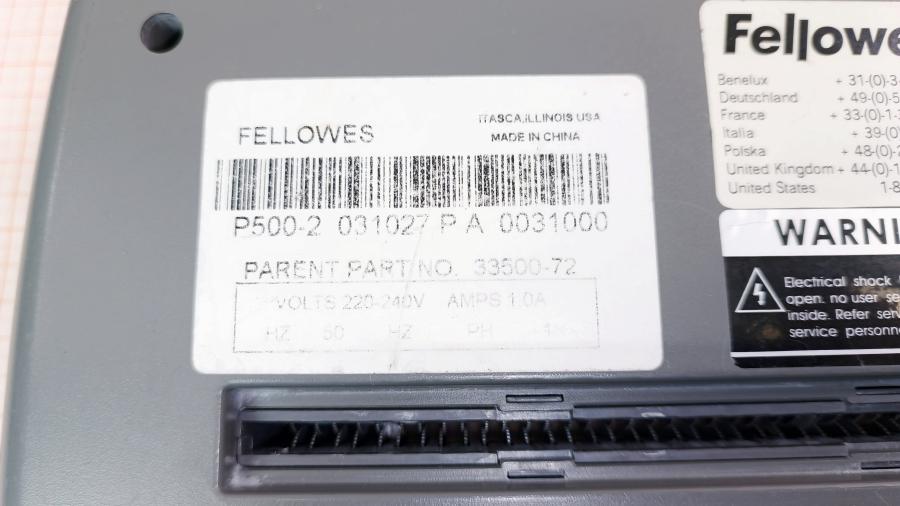 FELLOWES
ITASCA,ILLINOIS USA
MADE IN CHINA
P500-2 031027 P A 0031000
PARENT PART NO. 33500-72
VOLTS 220-240V AMPS 1.0A
HZ 50 HZ PH
Fellowe
Benelux + 31-(0)-3-
Deutschland + 49-(0)-5
France + 33-(0)-1-
Italia + 39-(0)
Polska + 48-(0)-2
United Kingdom + 44-(0)-1
United States 1-8
WARNI
Electrical shock
open. no user se
inside. Refer serv
service personn